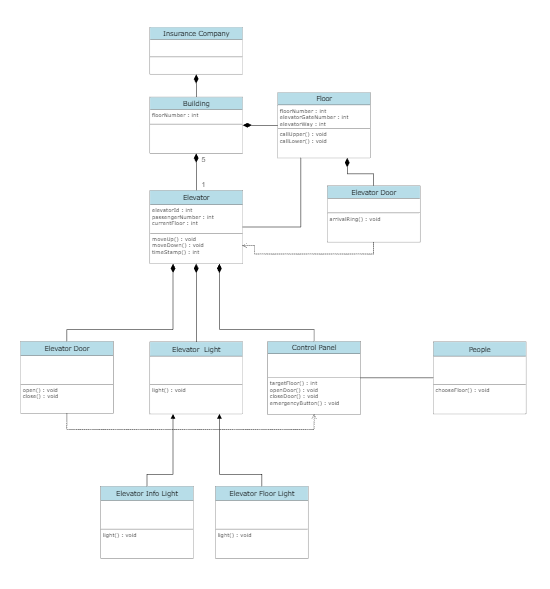 Insurance Company
Building
floorNumber : int
Floor
floorNumber : int
elevatorGateNumber : int
elevatorWay : int
callUpper() : void
callLower() : void
5
1
Elevator
elevatorId : int
passengerNumber : int
currentFloor : int
moveUp() : void
moveDown() : void
timeStamp() : int
Elevator Door
arrivalRing() : void
Elevator Door
open() : void
close() : void
Elevator Light
light() : void
Control Panel
targetFloor() : int
openDoor() : void
closeDoor() : void
emergencyButton() : void
People
chooseFloor() : void
Elevator Info Light
light() : void
Elevator Floor Light
light() : void